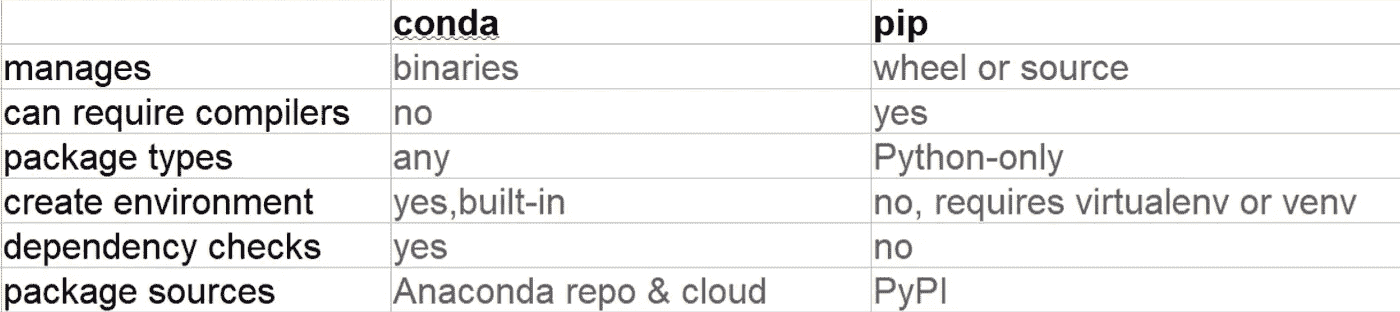 conda pip
manages binaries wheel or source
can require compilers no yes
package types any Python-only
create environment yes,built-in no, requires virtualenv or venv
dependency checks yes no
package sources Anaconda repo & cloud PyPI